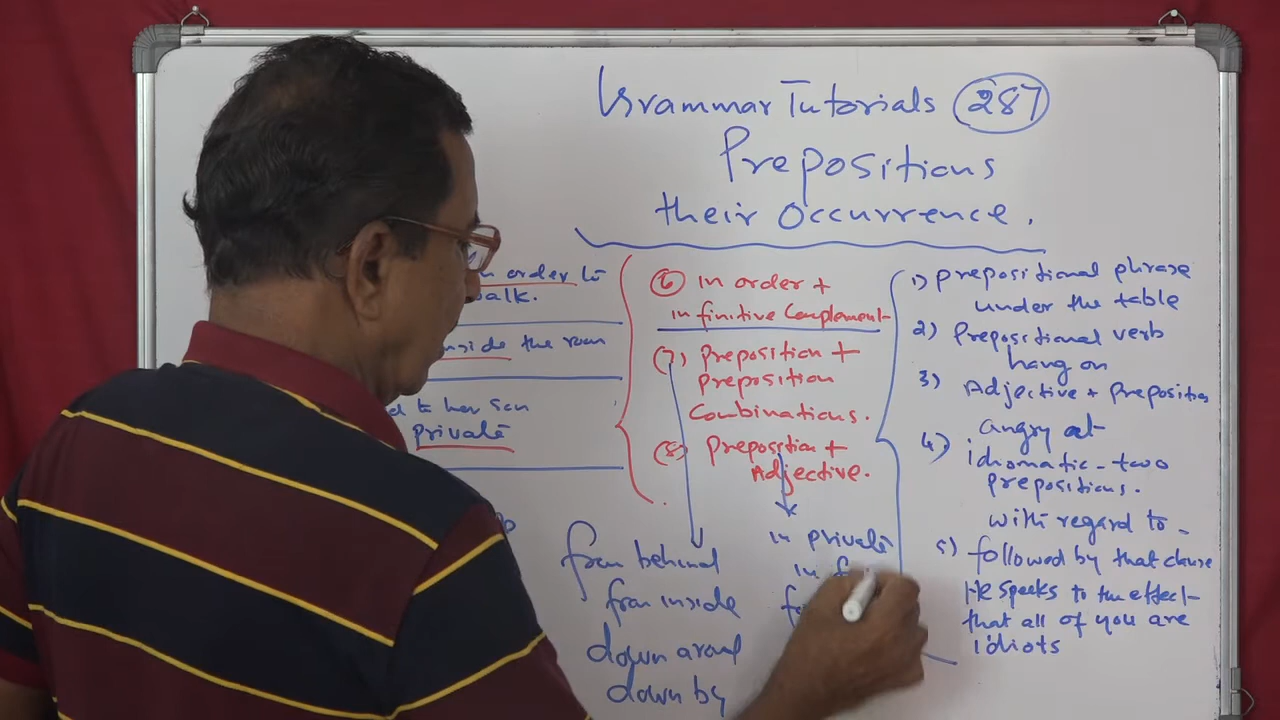 Grammar Tutorials 287
Prepositions
their Occurrence.
in order to
walk.
inside the room
to her son
private
6 In order +
infinitive Complement
(7) Preposition +
preposition
Combinations.
(8) Preposition +
Adjective.
from behind
from inside
down around
down by
in private
in
1) prepositional phrase
under the table
2) Prepositional verb
hang on
3) Adjective + Preposition
angry at
4) idiomatic - two
prepositions.
with regard to -
5) followed by that clause
He speaks to the effect-
that all of you are
idiots